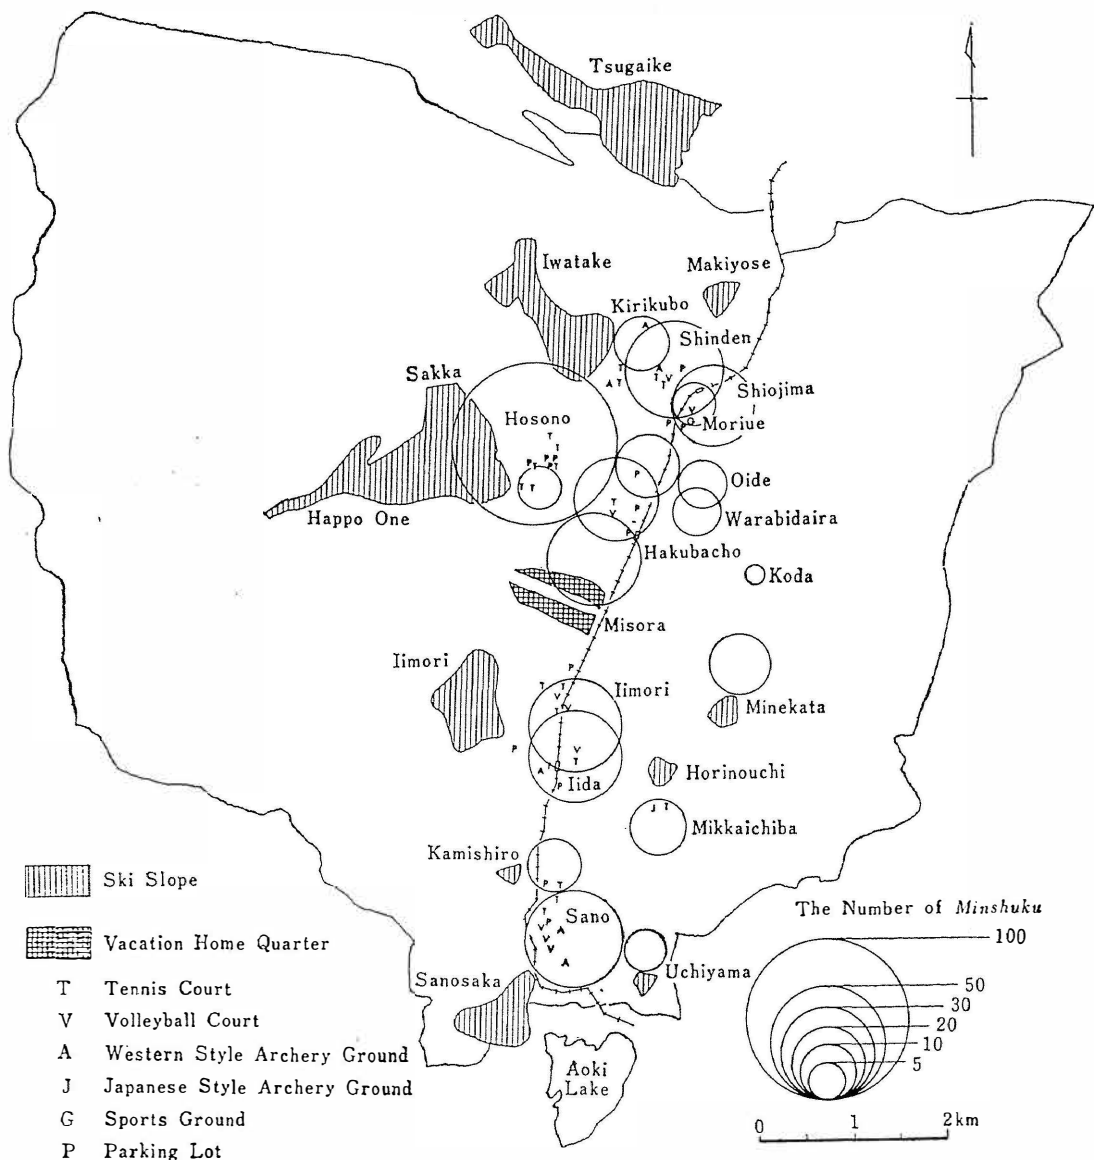 Tsugaike
Iwatake
Makiyose
Kirikubo
A
Shinden
T A P
A T T V
T
Sakka
Shiojima
V
V
Moriue
P P G
Hosono
T
T
P T P P
P T
T T
P
Oide
Happo One
T P
V
Warabidaira
P
Hakubacho
Koda
Misora
P
Iimori
T T
V
T T V
Iimori
Minekata
P
V
T
A T
P
Iida
Horinouchi
J T
Mikkaichiba
Kamishiro
P T
T
T
P
V A
V
V
A
Sano
Uchiyama
Sanosaka
Aoki
Lake
Ski Slope
Vacation Home Quarter
T Tennis Court
V Volleyball Court
A Western Style Archery Ground
J Japanese Style Archery Ground
G Sports Ground
P Parking Lot
The Number of Minshuku
100
50
30
20
10
5
0 1 2km